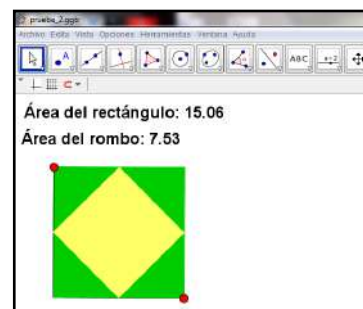 prueba_2.ggb
Archivo Edita Vista Opciones Herramientas Ventana Ayuda
A ABC a=2
Área del rectángulo: 15.06
Área del rombo: 7.53